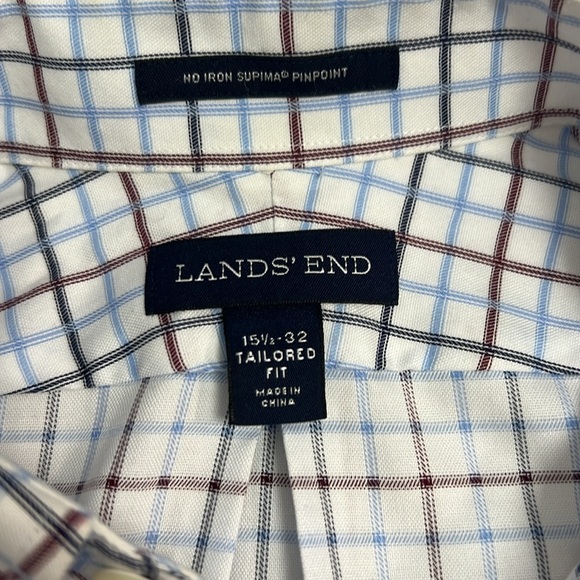 NO IRON SUPIMA® PINPOINT
LANDS' END
15½-32
TAILORED
FIT
MADE IN
CHINA